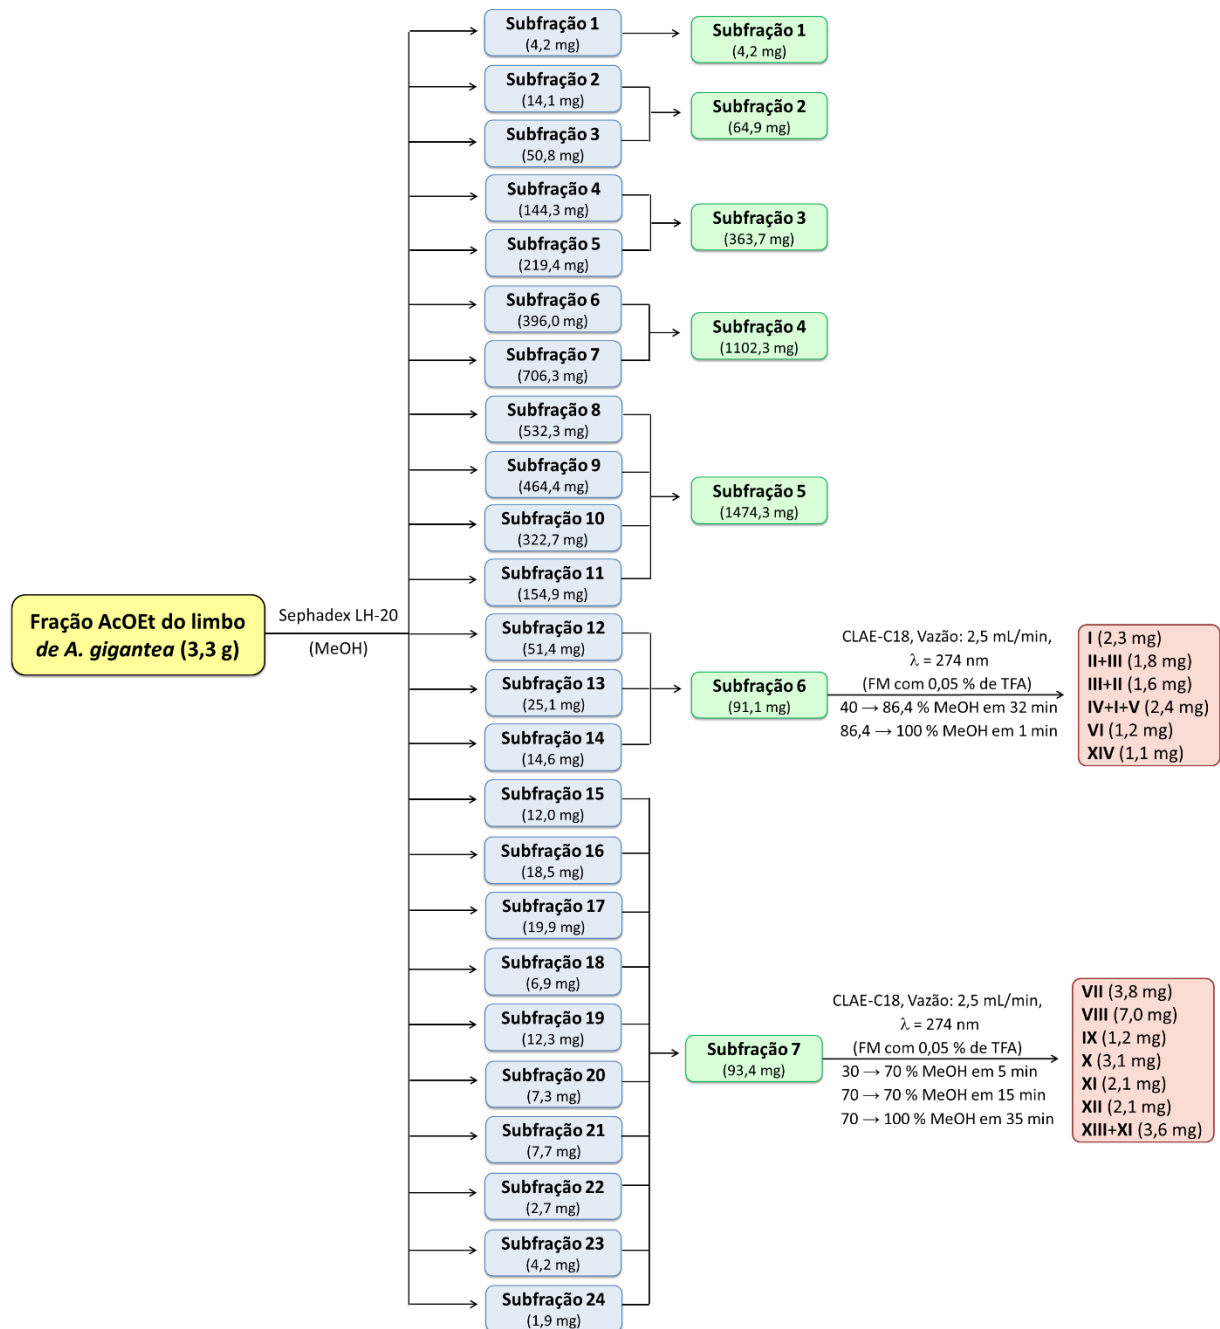 Fração AcOEt do limbo
de A. gigantea (3,3 g)
Sephadex LH-20
(MeOH)
Subfração 1
(4,2 mg)
Subfração 2
(14,1 mg)
Subfração 3
(50,8 mg)
Subfração 4
(144,3 mg)
Subfração 5
(219,4 mg)
Subfração 6
(396,0 mg)
Subfração 7
(706,3 mg)
Subfração 8
(532,3 mg)
Subfração 9
(464,4 mg)
Subfração 10
(322,7 mg)
Subfração 11
(154,9 mg)
Subfração 12
(51,4 mg)
Subfração 13
(25,1 mg)
Subfração 14
(14,6 mg)
Subfração 15
(12,0 mg)
Subfração 16
(18,5 mg)
Subfração 17
(19,9 mg)
Subfração 18
(6,9 mg)
Subfração 19
(12,3 mg)
Subfração 20
(7,3 mg)
Subfração 21
(7,7 mg)
Subfração 22
(2,7 mg)
Subfração 23
(4,2 mg)
Subfração 24
(1,9 mg)
Subfração 1
(4,2 mg)
Subfração 2
(64,9 mg)
Subfração 3
(363,7 mg)
Subfração 4
(1102,3 mg)
Subfração 5
(1474,3 mg)
Subfração 6
(91,1 mg)
Subfração 7
(93,4 mg)
CLAE-C18, Vazão: 2,5 mL/min,
λ = 274 nm
(FM com 0,05 % de TFA)
40 → 86,4 % MeOH em 32 min
86,4 → 100 % MeOH em 1 min
I (2,3 mg)
II+III (1,8 mg)
III+II (1,6 mg)
IV+I+V (2,4 mg)
VI (1,2 mg)
XIV (1,1 mg)
CLAE-C18, Vazão: 2,5 mL/min,
λ = 274 nm
(FM com 0,05 % de TFA)
30 → 70 % MeOH em 5 min
70 → 70 % MeOH em 15 min
70 → 100 % MeOH em 35 min
VII (3,8 mg)
VIII (7,0 mg)
IX (1,2 mg)
X (3,1 mg)
XI (2,1 mg)
XII (2,1 mg)
XIII+XI (3,6 mg)